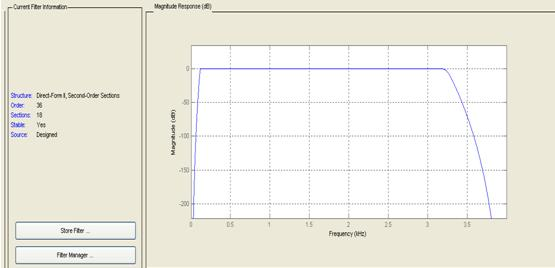 Current Filter Information
Structure: Direct-Form II, Second-Order Sections
Order: 36
Sections: 18
Stable: Yes
Source: Designed
Store Filter ...
Filter Manager ...
Magnitude Response (dB)
Magnitude (dB)
0
-50
-100
-150
-200
0 0.5 1 1.5 2 2.5 3 3.5
Frequency (kHz)